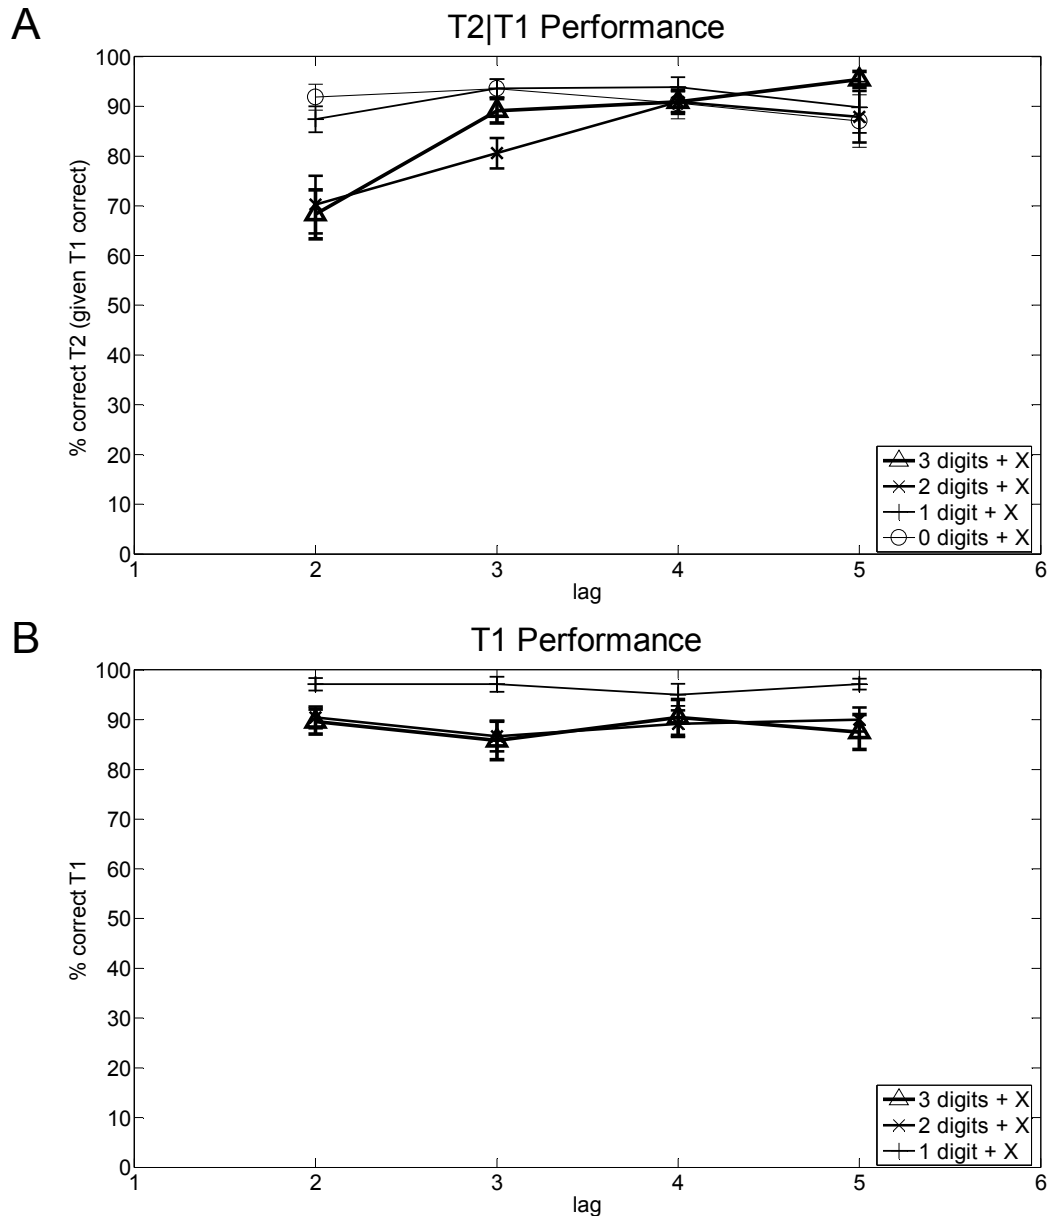 A
T2|T1 Performance
100
90
80
70
60
50
40
30
20
10
0
% correct T2 (given T1 correct)
3 digits + X
2 digits + X
1 digit + X
0 digits + X
1 2 3 4 5 6
lag
B
T1 Performance
100
90
80
70
60
50
40
30
20
10
0
% correct T1
3 digits + X
2 digits + X
1 digit + X
1 2 3 4 5 6
lag